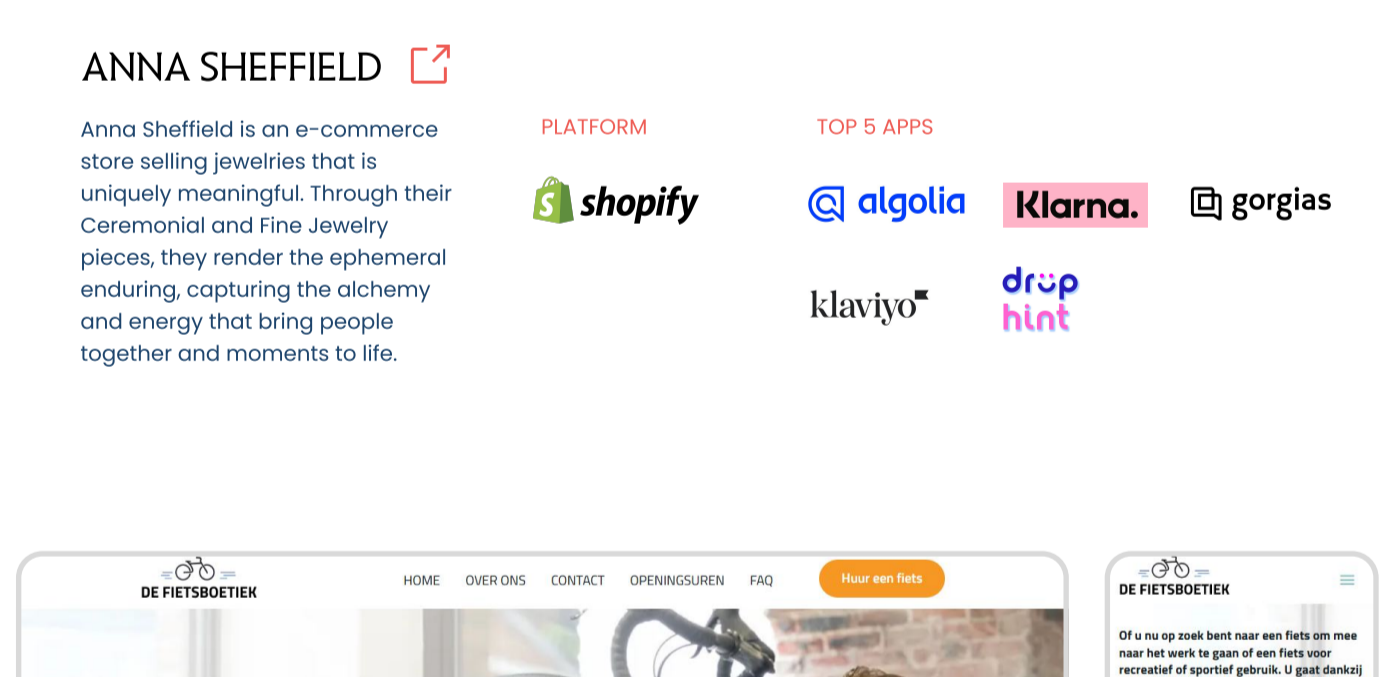 ANNA SHEFFIELD
Anna Sheffield is an e-commerce
store selling jewelries that is
uniquely meaningful. Through their
Ceremonial and Fine Jewelry
pieces, they render the ephemeral
enduring, capturing the alchemy
and energy that bring people
together and moments to life.
PLATFORM
shopify
TOP 5 APPS
algolia
Klarna.
gorgias
klaviyo
drüp
hint
DE FIETSBOETIEK
HOME OVER ONS CONTACT OPENINGSUREN FAQ
Huur een fiets
DE FIETSBOETIEK
Of u nu op zoek bent naar een fiets om mee
naar het werk te gaan of een fiets voor
recreatief of sportief gebruik. U gaat dankzij